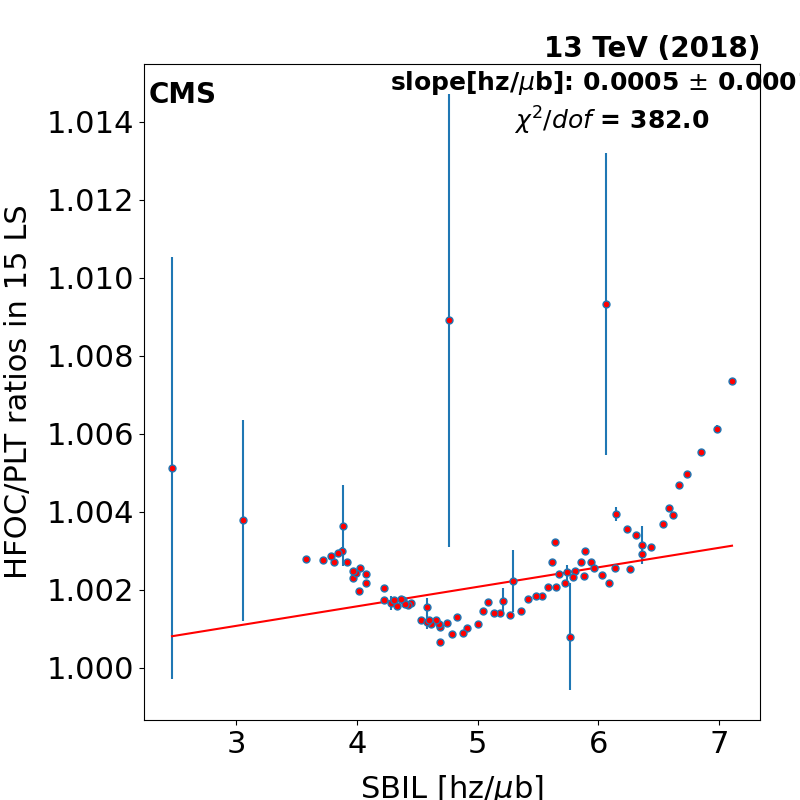 13 TeV (2018)
CMS
slope[hz/μb]: 0.0005 ± 0.000
χ²/dof = 382.0
HFOC/PLT ratios in 15 LS
1.014
1.012
1.010
1.008
1.006
1.004
1.002
1.000
3 4 5 6 7
SBIL [hz/μb]